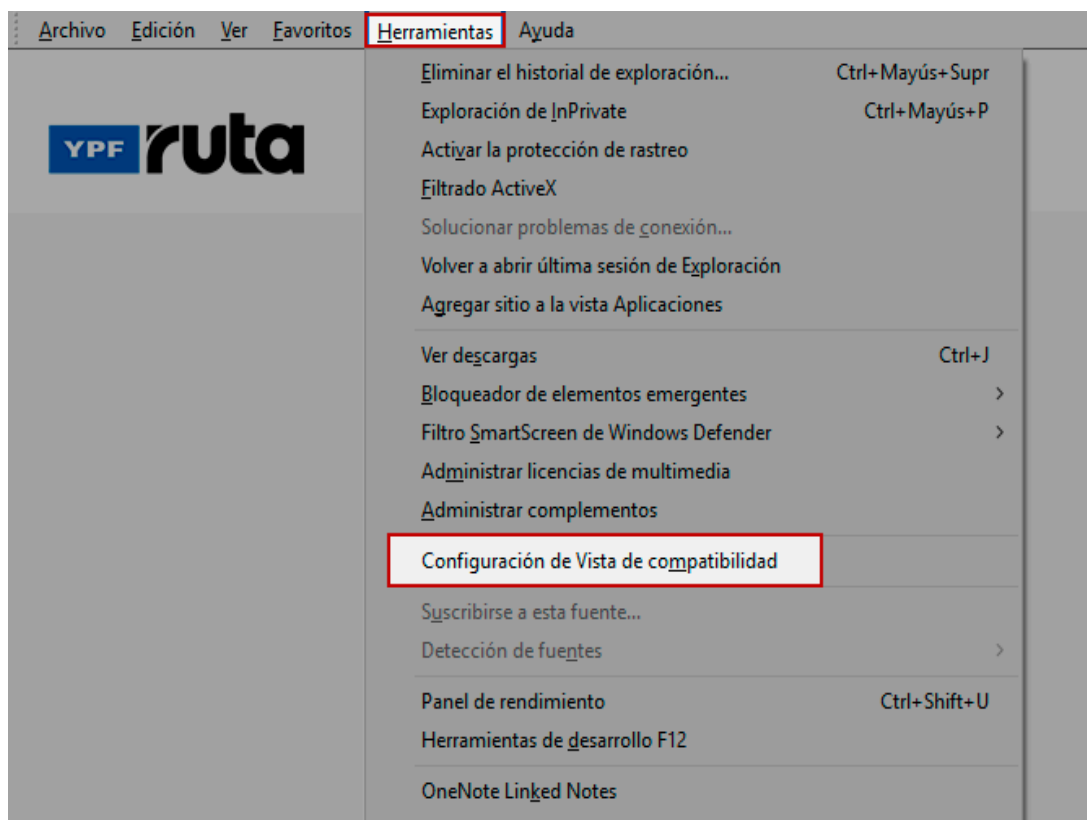 Archivo Edición Ver Favoritos Herramientas Ayuda
YPF ruta
Eliminar el historial de exploración... Ctrl+Mayús+Supr
Exploración de InPrivate Ctrl+Mayús+P
Activar la protección de rastreo
Filtrado ActiveX
Solucionar problemas de conexión...
Volver a abrir última sesión de Exploración
Agregar sitio a la vista Aplicaciones
Ver descargas Ctrl+J
Bloqueador de elementos emergentes >
Filtro SmartScreen de Windows Defender >
Administrar licencias de multimedia
Administrar complementos
Configuración de Vista de compatibilidad
Suscribirse a esta fuente...
Detección de fuentes >
Panel de rendimiento Ctrl+Shift+U
Herramientas de desarrollo F12
OneNote Linked Notes